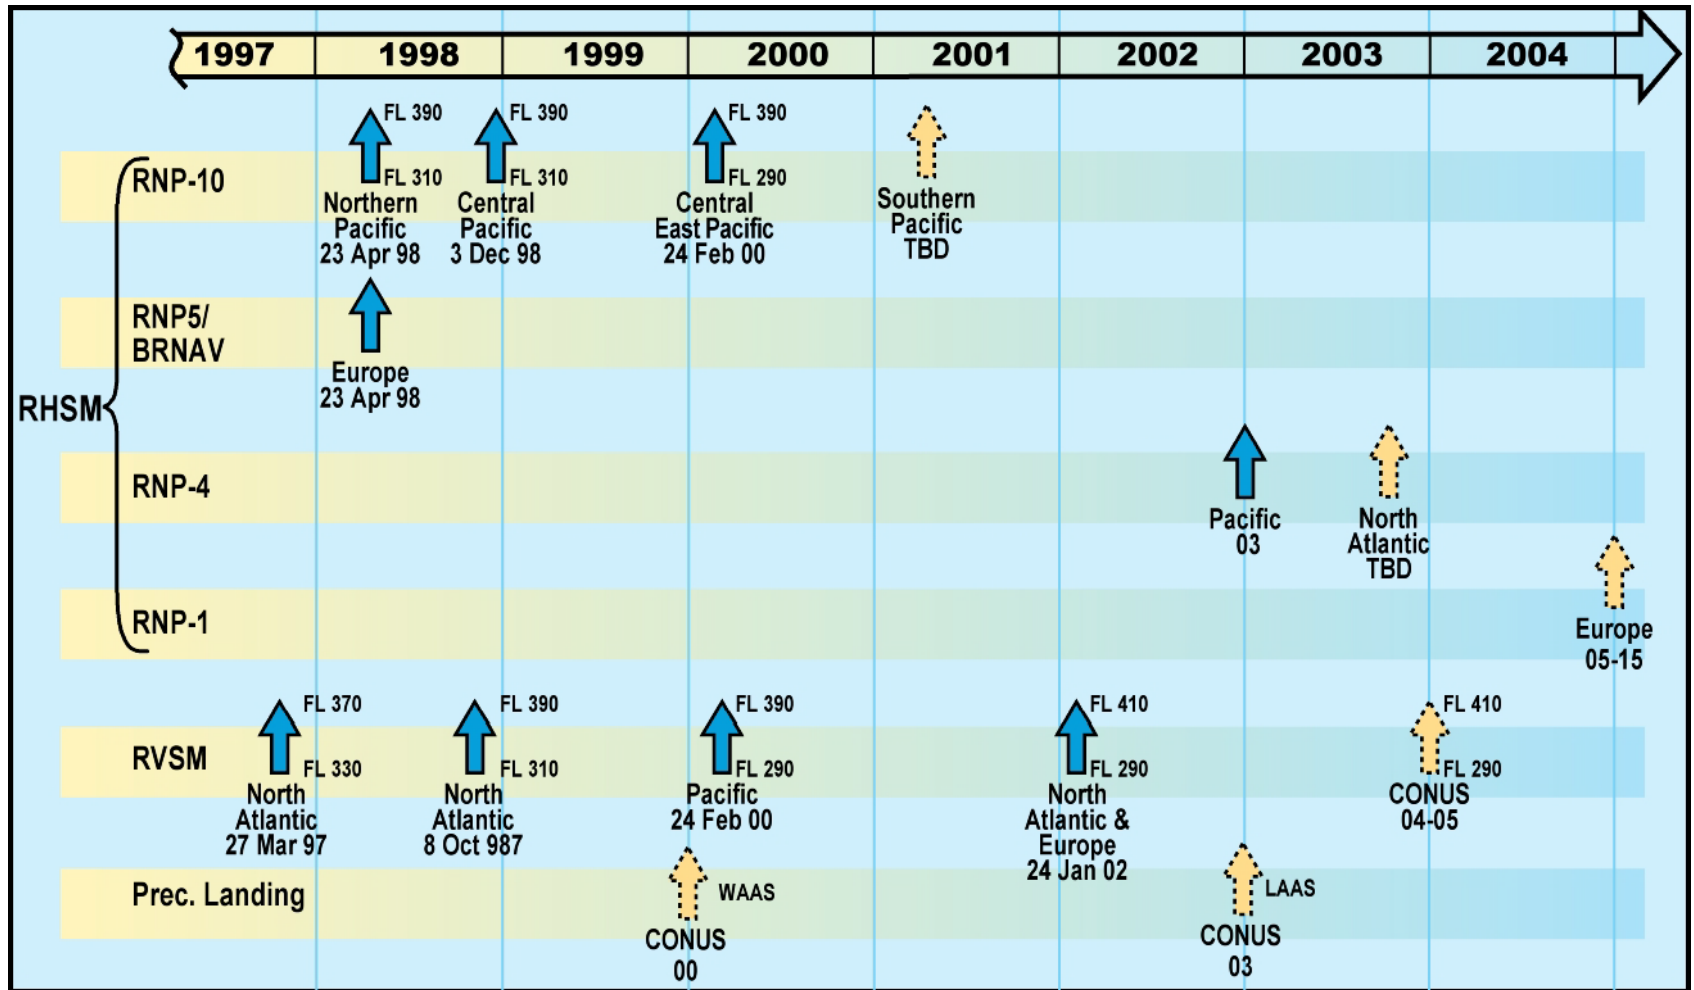 1997 1998 1999 2000 2001 2002 2003 2004
FL 390 FL 390 FL 390
RNP-10
FL 310 FL 310 FL 290
Northern
Pacific
23 Apr 98
Central
Pacific
3 Dec 98
Central
East Pacific
24 Feb 00
Southern
Pacific
TBD
RNP5/
BRNAV
Europe
23 Apr 98
RHSM
RNP-4
Pacific
03
North
Atlantic
TBD
RNP-1
Europe
05-15
FL 370 FL 390 FL 390 FL 410 FL 410
RVSM
FL 330 FL 310 FL 290 FL 290 FL 290
North
Atlantic
27 Mar 97
North
Atlantic
8 Oct 987
Pacific
24 Feb 00
North
Atlantic &
Europe
24 Jan 02
CONUS
04-05
Prec. Landing
WAAS
CONUS
00
LAAS
CONUS
03